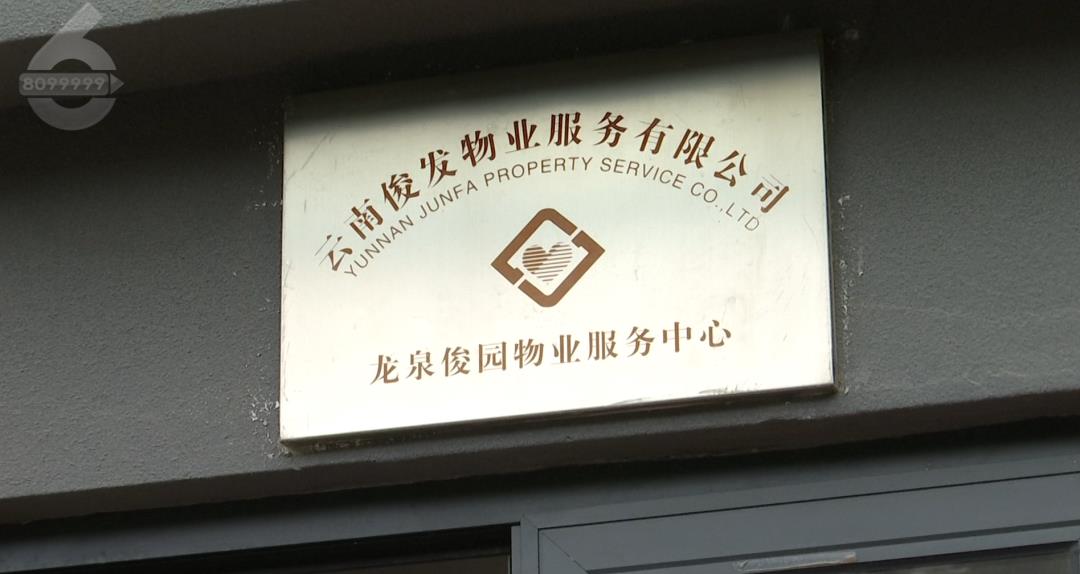 6
8099999
云南俊发物业服务有限公司
YUNNAN JUNFA PROPERTY SERVICE CO.,LTD
龙泉俊园物业服务中心